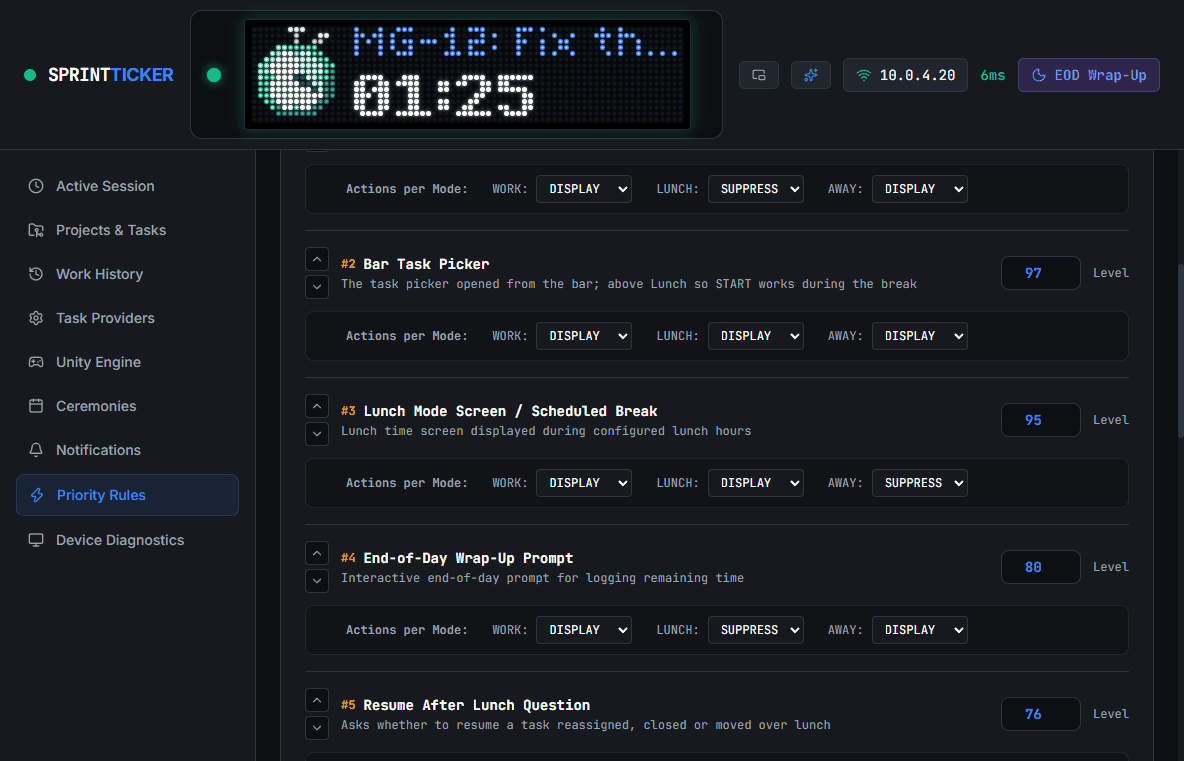 SPRINTTICKER
MG-12: Fix th...
01:25
10.0.4.20
6ms
EOD Wrap-Up
Active Session
Projects & Tasks
Work History
Task Providers
Unity Engine
Ceremonies
Notifications
Priority Rules
Device Diagnostics
Actions per Mode: WORK: DISPLAY LUNCH: SUPPRESS AWAY: DISPLAY
#2 Bar Task Picker
The task picker opened from the bar; above Lunch so START works during the break
97 Level
Actions per Mode: WORK: DISPLAY LUNCH: DISPLAY AWAY: DISPLAY
#3 Lunch Mode Screen / Scheduled Break
Lunch time screen displayed during configured lunch hours
95 Level
Actions per Mode: WORK: DISPLAY LUNCH: DISPLAY AWAY: SUPPRESS
#4 End-of-Day Wrap-Up Prompt
Interactive end-of-day prompt for logging remaining time
80 Level
Actions per Mode: WORK: DISPLAY LUNCH: SUPPRESS AWAY: DISPLAY
#5 Resume After Lunch Question
Asks whether to resume a task reassigned, closed or moved over lunch
76 Level